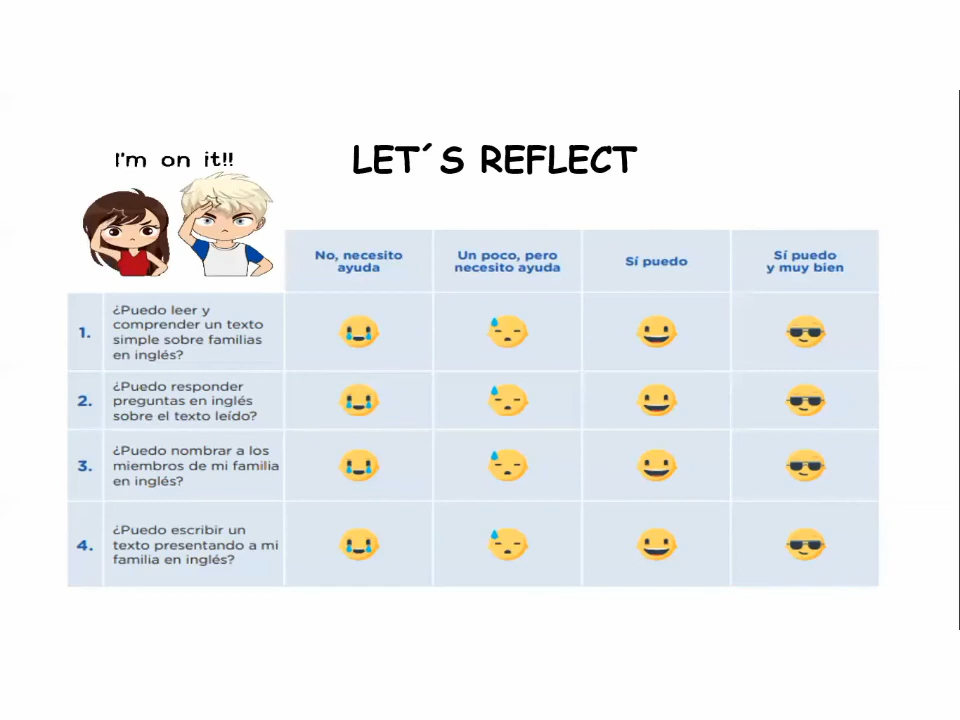 I'm on it!!
LET´S REFLECT
No, necesito
ayuda
Un poco, pero
necesito ayuda
Sí puedo
Sí puedo
y muy bien
1.
¿Puedo leer y
comprender un texto
simple sobre familias
en inglés?
2.
¿Puedo responder
preguntas en inglés
sobre el texto leído?
3.
¿Puedo nombrar a los
miembros de mi familia
en inglés?
4.
¿Puedo escribir un
texto presentando a mi
familia en inglés?